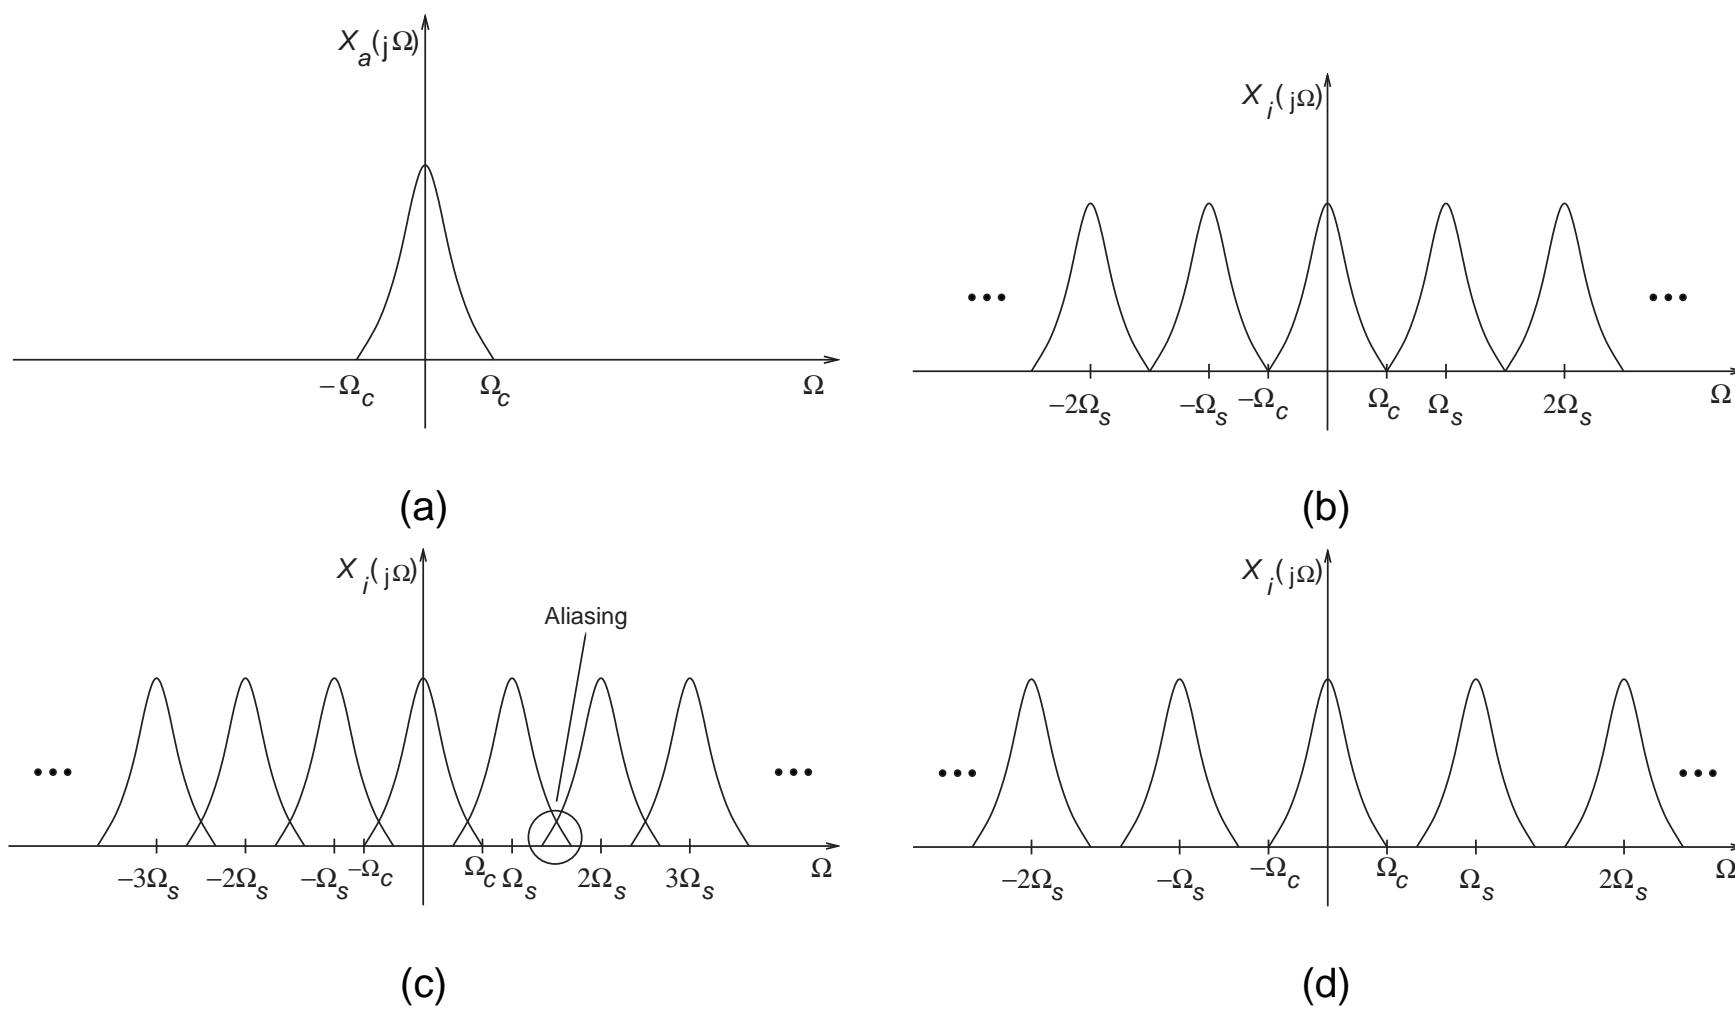 X_a(jΩ)
−Ω_c Ω_c Ω
(a)
X_i(jΩ)
−2Ω_s −Ω_s −Ω_c Ω_c Ω_s 2Ω_s Ω
(b)
X_i(jΩ)
Aliasing
−3Ω_s −2Ω_s −Ω_s −Ω_c Ω_c Ω_s 2Ω_s 3Ω_s Ω
(c)
X_i(jΩ)
−2Ω_s −Ω_s −Ω_c Ω_c Ω_s 2Ω_s Ω
(d)